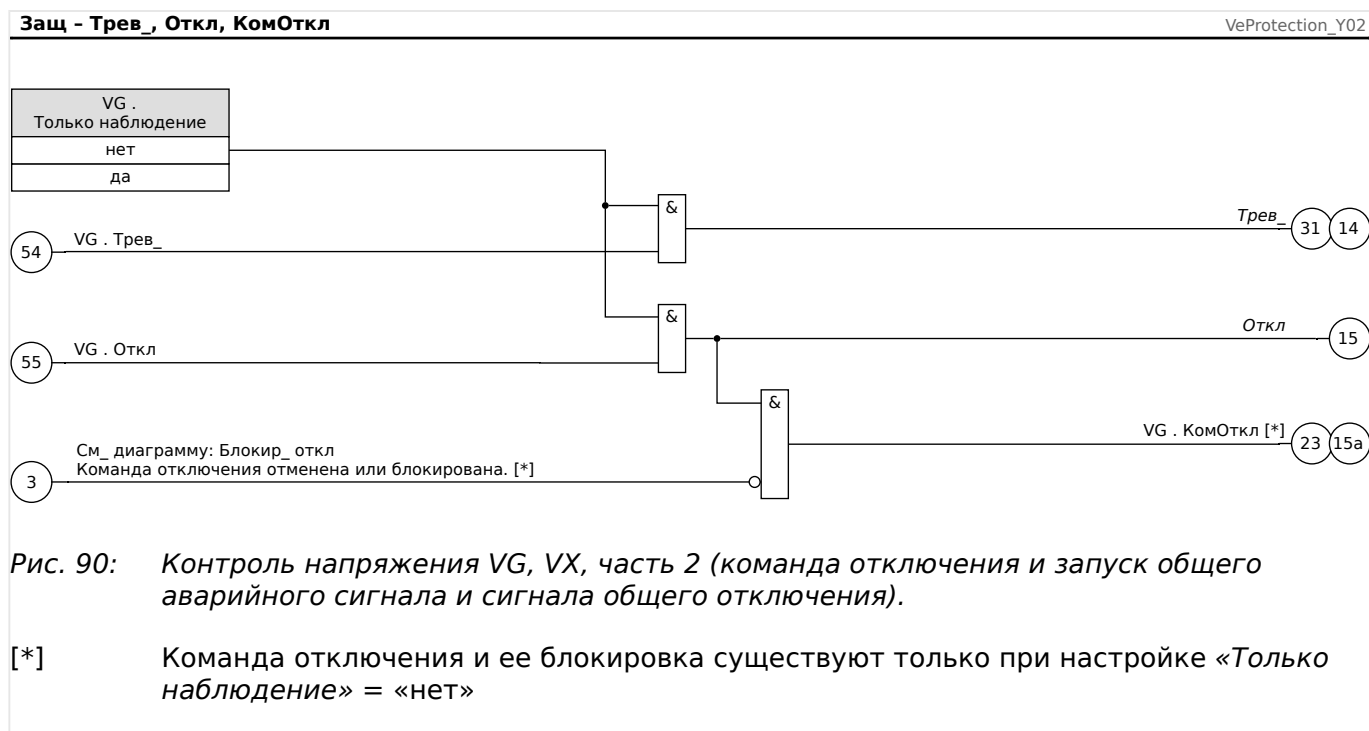 Защ – Трев_, Откл, КомОткл
VeProtection_Y02
VG .
Только наблюдение
нет
да
&
Трев_
31
14
54
VG . Трев_
&
Откл
15
55
VG . Откл
&
VG . КомОткл [*]
23
15a
См_ диаграмму: Блокир_ откл
Команда отключения отменена или блокирована. [*]
3
Рис. 90: Контроль напряжения VG, VX, часть 2 (команда отключения и запуск общего
аварийного сигнала и сигнала общего отключения).
[*] Команда отключения и ее блокировка существуют только при настройке «Только
наблюдение» = «нет»